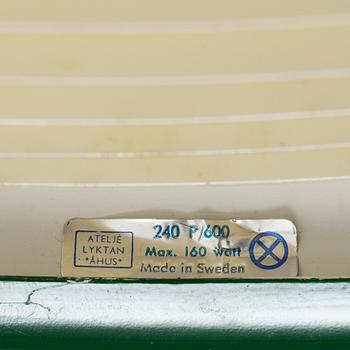 ATELJÉ
LYKTAN
*ÅHUS*
240 P/600
Max. 160 watt
Made in Sweden